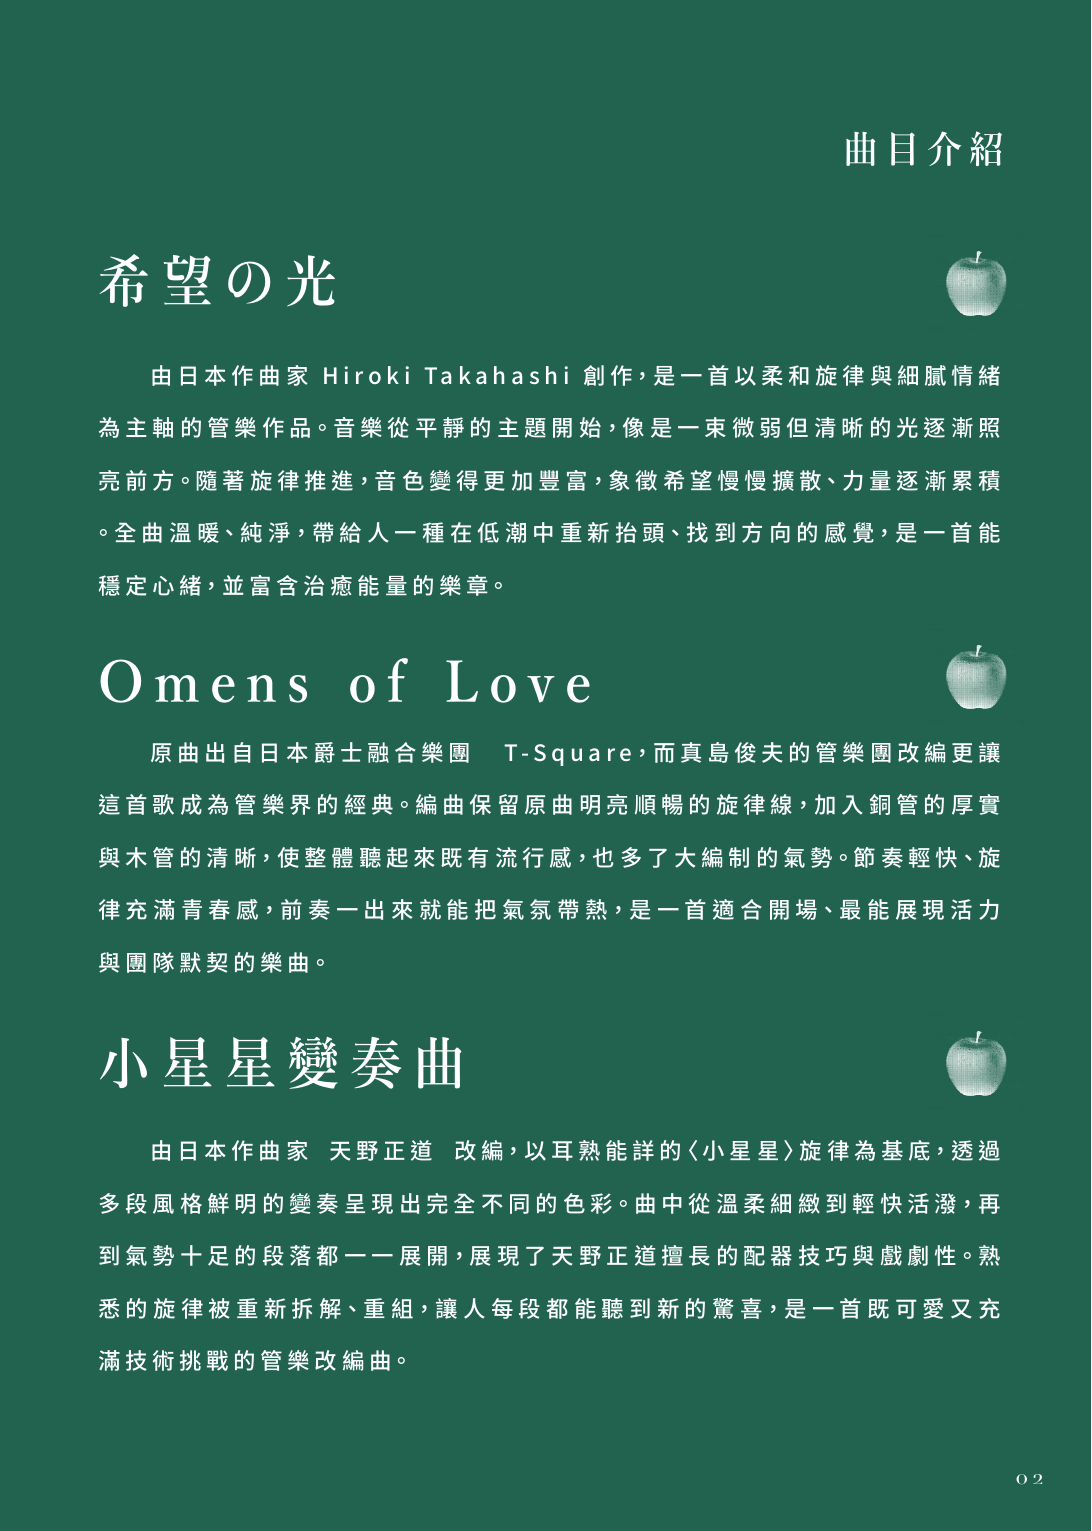 曲目介紹
希望の光
由日本作曲家 Hiroki Takahashi 創作，是一首以柔和旋律與細膩情緒
為主軸的管樂作品。音樂從平靜的主題開始，像是一束微弱但清晰的光逐漸照
亮前方。隨著旋律推進，音色變得更加豐富，象徵希望慢慢擴散、力量逐漸累積
。全曲溫暖、純淨，帶給人一種在低潮中重新抬頭、找到方向的感覺，是一首能
穩定心緒，並富含治癒能量的樂章。
Omens of Love
原曲出自日本爵士融合樂團 T-Square，而真島俊夫的管樂團改編更讓
這首歌成為管樂界的經典。編曲保留原曲明亮順暢的旋律線，加入銅管的厚實
與木管的清晰，使整體聽起來既有流行感，也多了大編制的氣勢。節奏輕快、旋
律充滿青春感，前奏一出來就能把氣氛帶熱，是一首適合開場、最能展現活力
與團隊默契的樂曲。
小星星變奏曲
由日本作曲家 天野正道 改編，以耳熟能詳的〈小星星〉旋律為基底，透過
多段風格鮮明的變奏呈現出完全不同的色彩。曲中從溫柔細緻到輕快活潑，再
到氣勢十足的段落都一一展開，展現了天野正道擅長的配器技巧與戲劇性。熟
悉的旋律被重新拆解、重組，讓人每段都能聽到新的驚喜，是一首既可愛又充
滿技術挑戰的管樂改編曲。
02